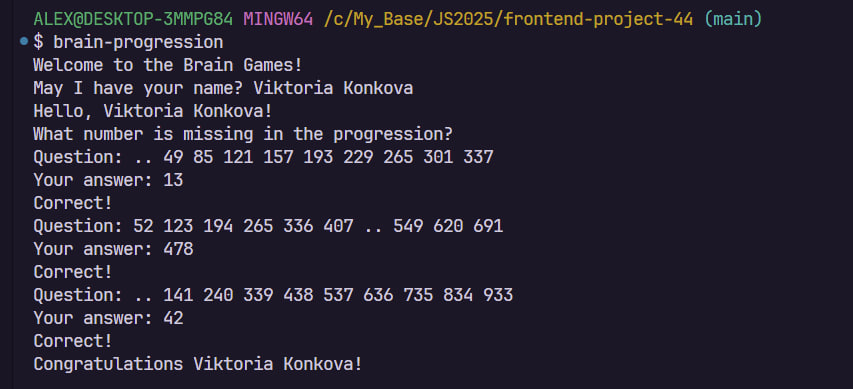 ALEX@DESKTOP-3MMPG84 MINGW64 /c/My_Base/JS2025/frontend-project-44 (main)
$ brain-progression
Welcome to the Brain Games!
May I have your name? Viktoria Konkova
Hello, Viktoria Konkova!
What number is missing in the progression?
Question: .. 49 85 121 157 193 229 265 301 337
Your answer: 13
Correct!
Question: 52 123 194 265 336 407 .. 549 620 691
Your answer: 478
Correct!
Question: .. 141 240 339 438 537 636 735 834 933
Your answer: 42
Correct!
Congratulations Viktoria Konkova!